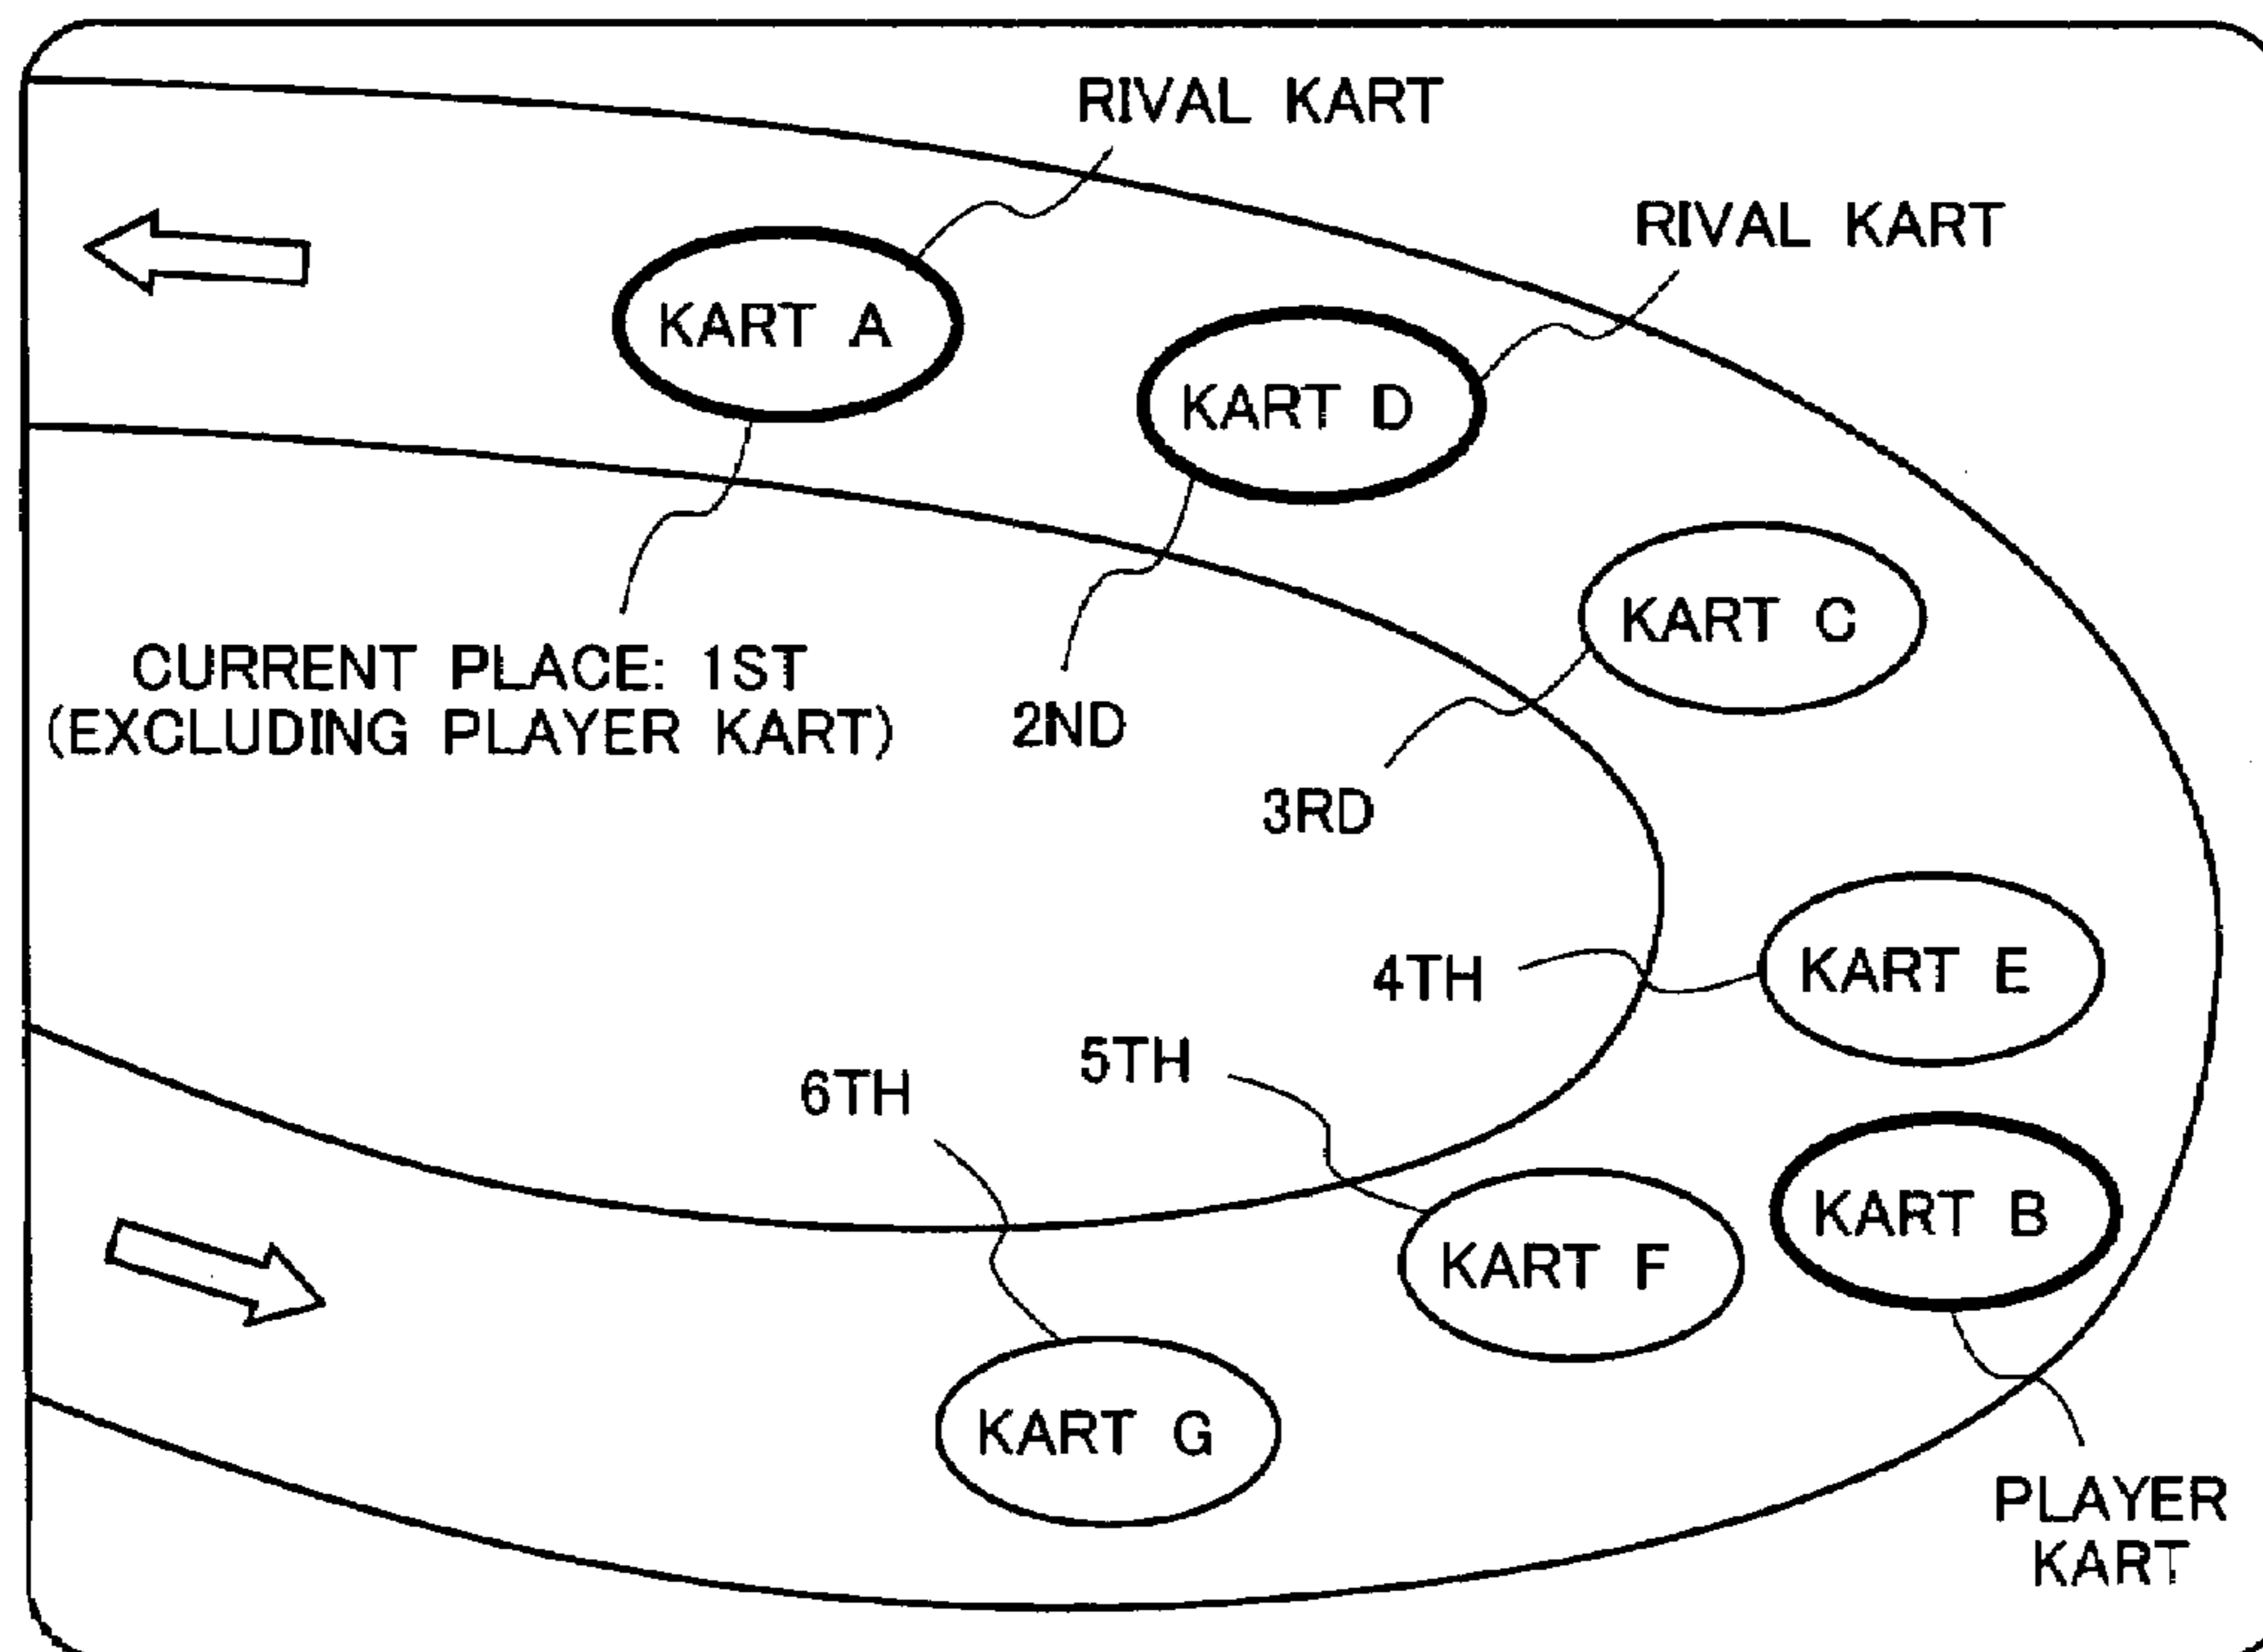 RIVAL KART
RIVAL KART
KART A
KART D
KART C
CURRENT PLACE: 1ST
(EXCLUDING PLAYER KART)
2ND
3RD
4TH
KART E
5TH
6TH
KART B
KART F
KART G
PLAYER
KART